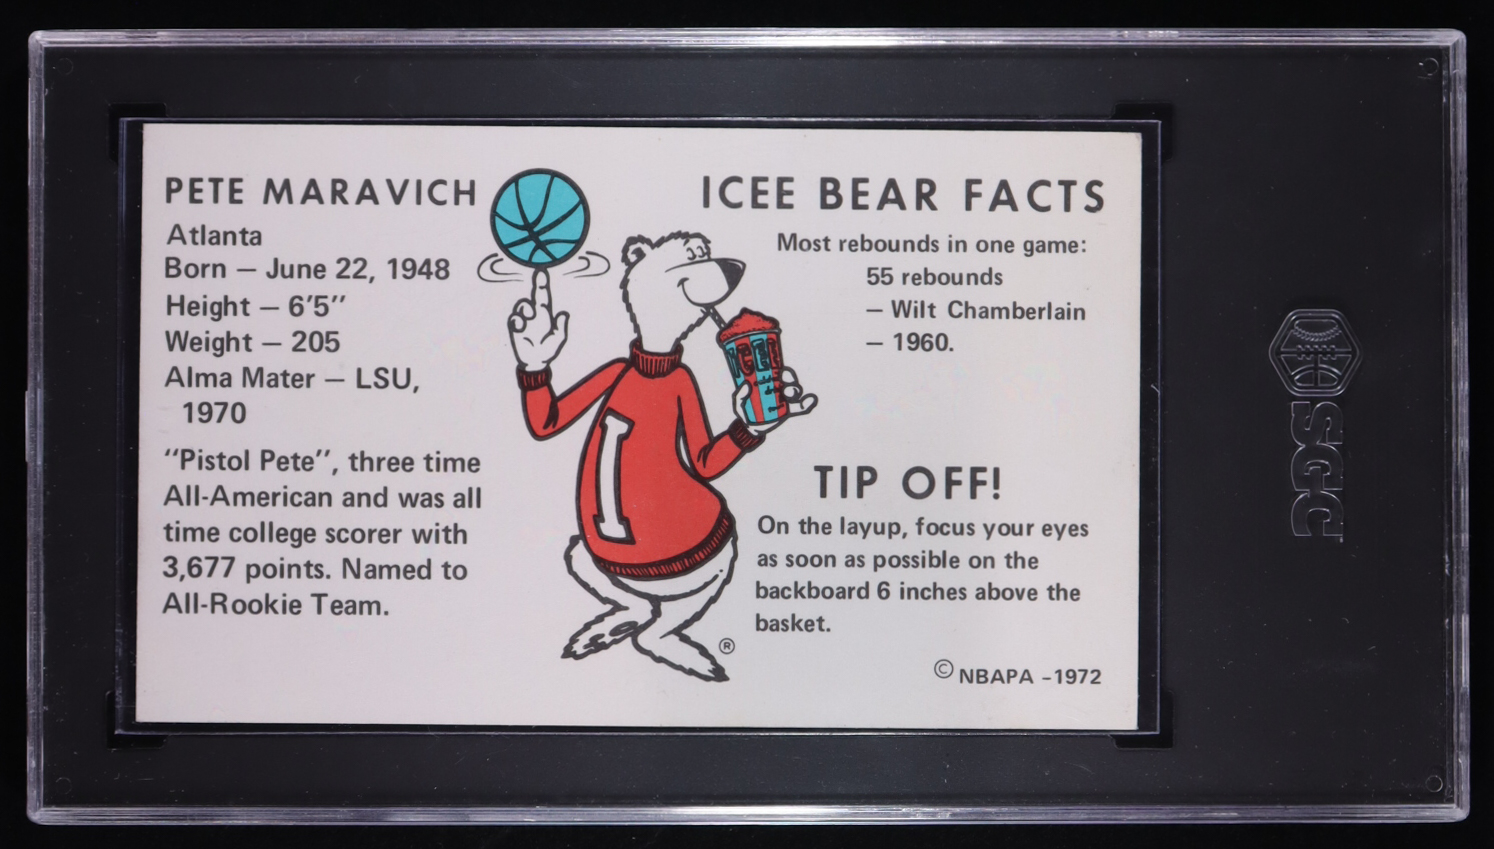 PETE MARAVICH
Atlanta
Born — June 22, 1948
Height — 6'5"
Weight — 205
Alma Mater — LSU,
1970
"Pistol Pete", three time
All-American and was all
time college scorer with
3,677 points. Named to
All-Rookie Team.
ICEE
I
®
ICEE BEAR FACTS
Most rebounds in one game:
55 rebounds
— Wilt Chamberlain
— 1960.
TIP OFF!
On the layup, focus your eyes
as soon as possible on the
backboard 6 inches above the
basket.
© NBAPA -1972
SGC